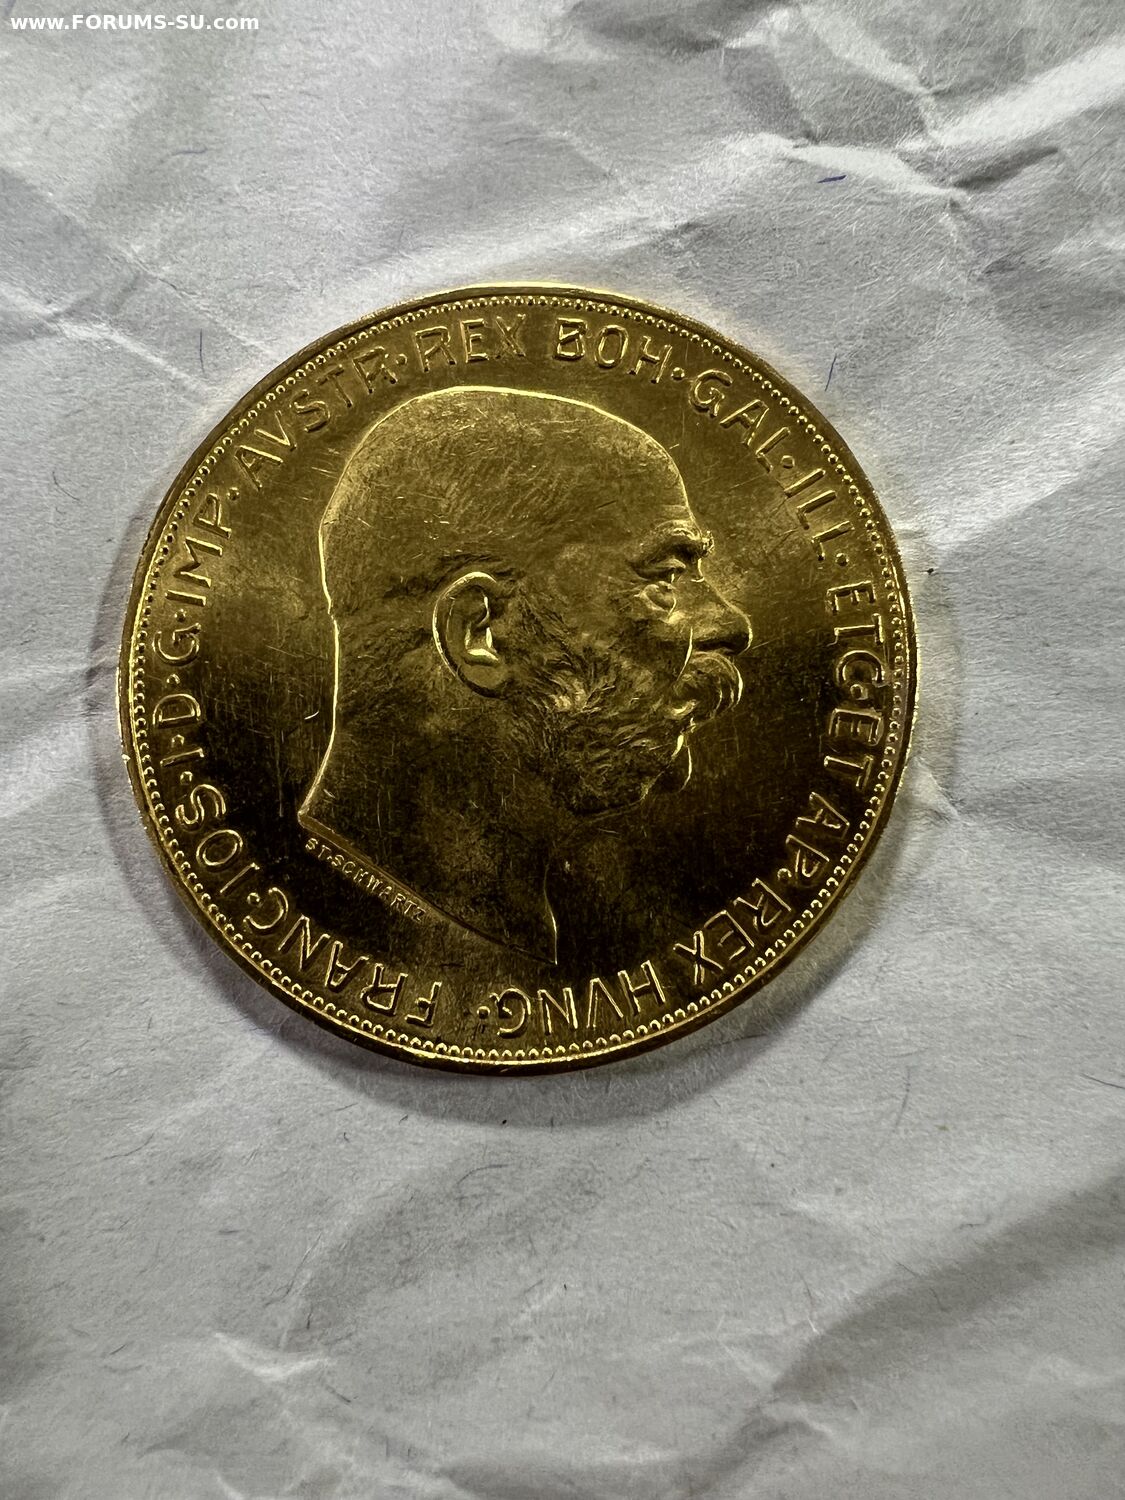 www.FORUMS-SU.com
FRANC·IOS·I·D·G·IMP·AVSTR·REX BOH·GAL·ILL·ETC·ET AP·REX HVNG·
ST.SCHWARTZ